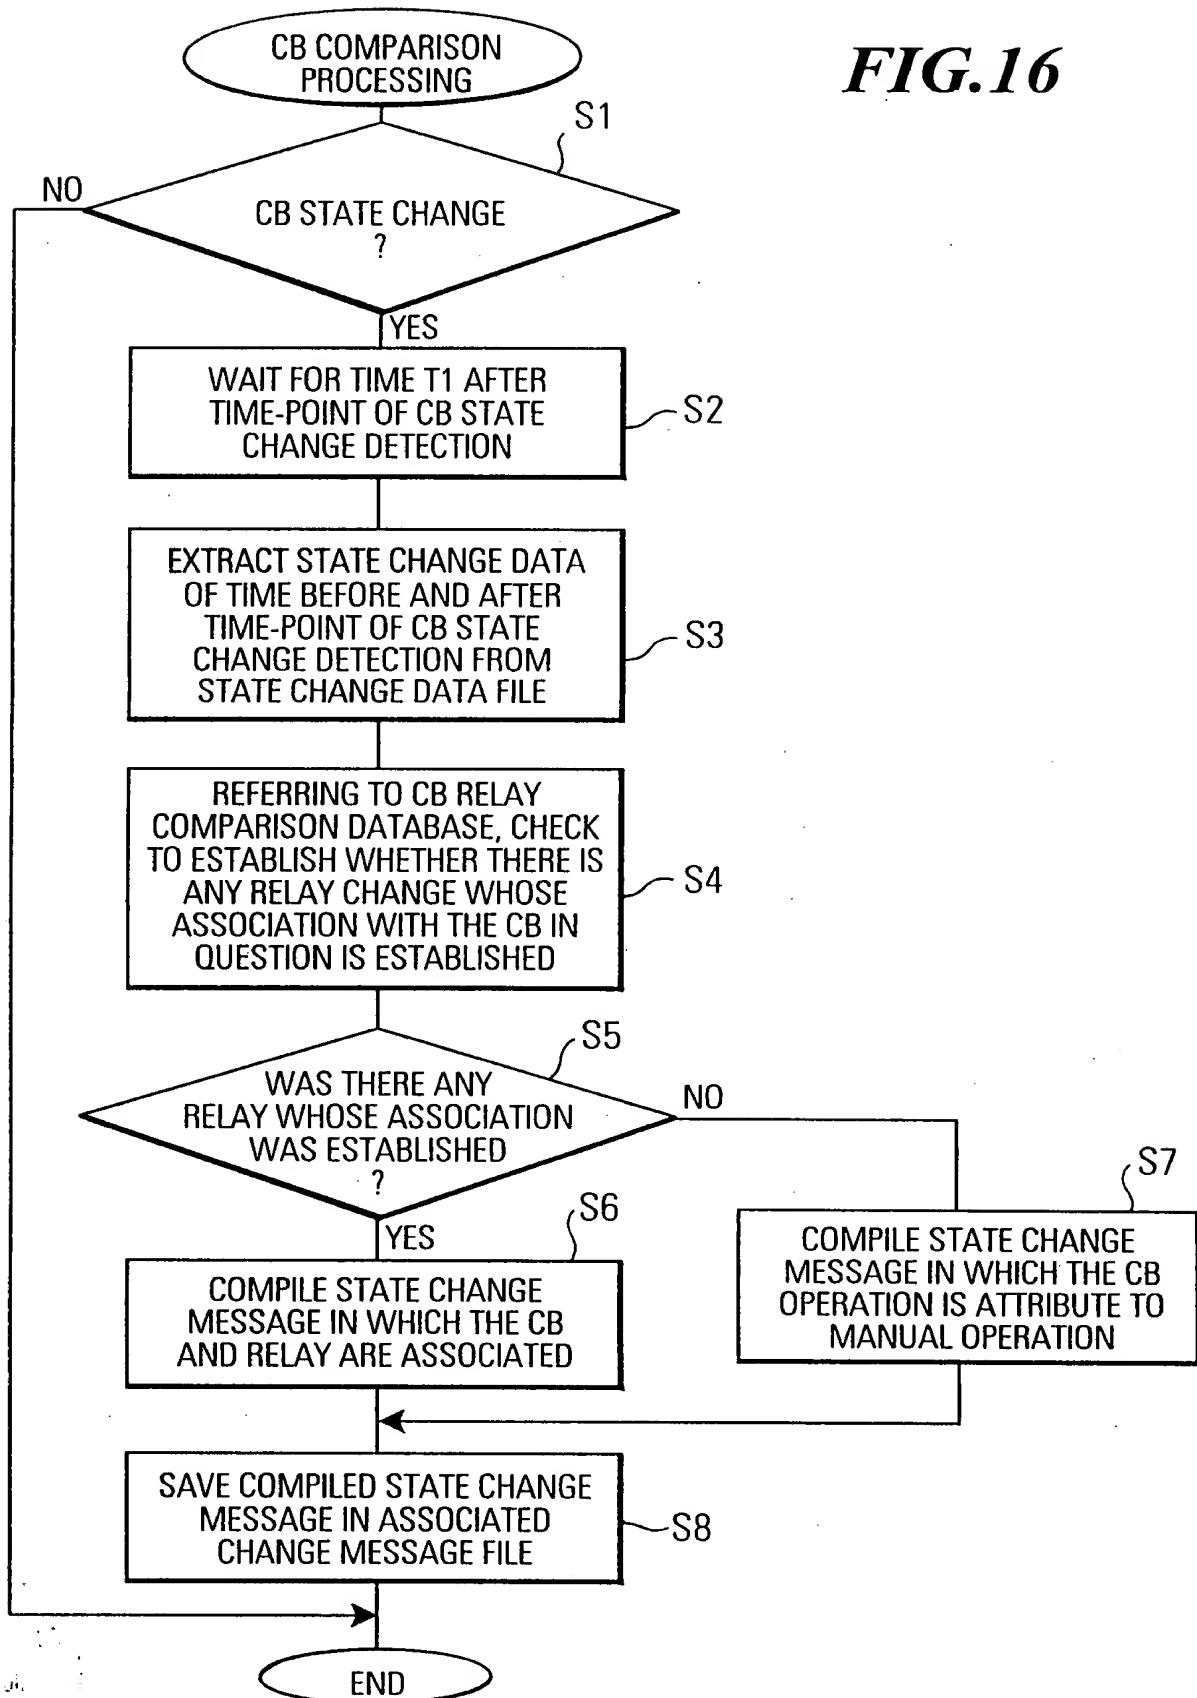 CB COMPARISON
PROCESSING
FIG.16
S1
NO
CB STATE CHANGE
?
YES
WAIT FOR TIME T1 AFTER
TIME-POINT OF CB STATE
CHANGE DETECTION
S2
EXTRACT STATE CHANGE DATA
OF TIME BEFORE AND AFTER
TIME-POINT OF CB STATE
CHANGE DETECTION FROM
STATE CHANGE DATA FILE
S3
REFERRING TO CB RELAY
COMPARISON DATABASE, CHECK
TO ESTABLISH WHETHER THERE IS
ANY RELAY CHANGE WHOSE
ASSOCIATION WITH THE CB IN
QUESTION IS ESTABLISHED
S4
S5
WAS THERE ANY
RELAY WHOSE ASSOCIATION
WAS ESTABLISHED
?
NO
YES
S6
COMPILE STATE CHANGE
MESSAGE IN WHICH THE CB
AND RELAY ARE ASSOCIATED
S7
COMPILE STATE CHANGE
MESSAGE IN WHICH THE CB
OPERATION IS ATTRIBUTE TO
MANUAL OPERATION
SAVE COMPILED STATE CHANGE
MESSAGE IN ASSOCIATED
CHANGE MESSAGE FILE
S8
END